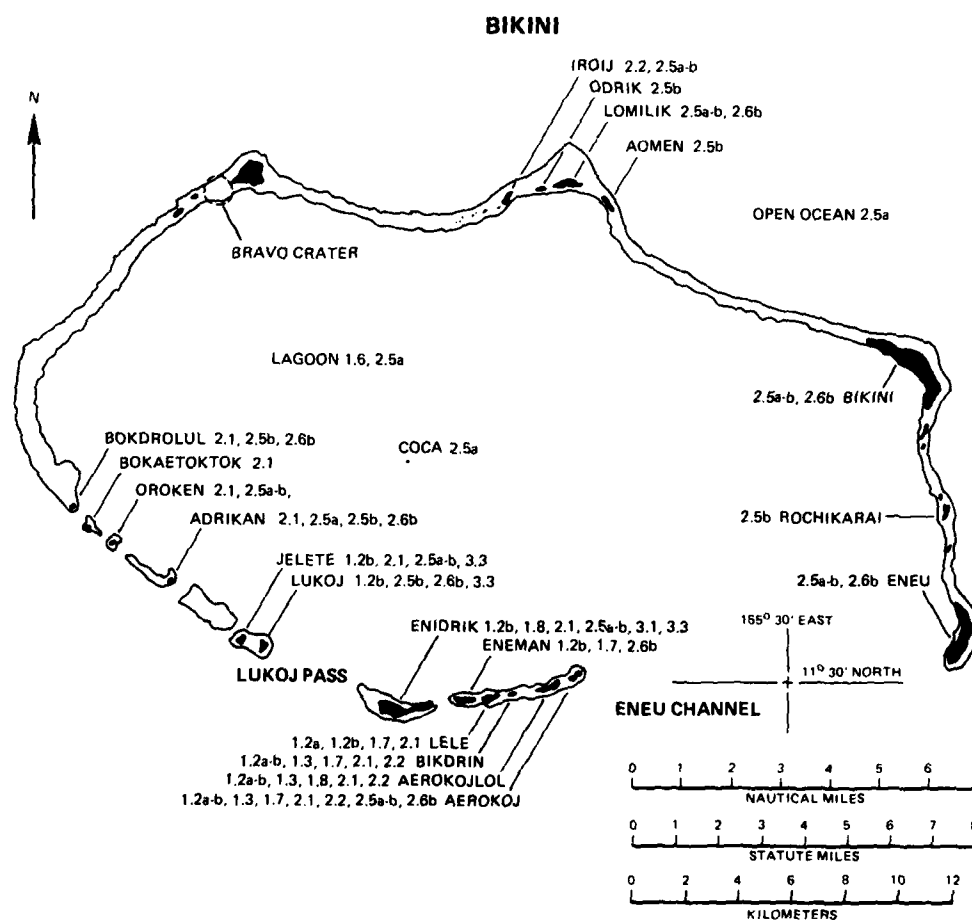 BIKINI
N
IROIJ 2.2, 2.5a-b
ODRIK 2.5b
LOMILIK 2.5a-b, 2.6b
AOMEN 2.5b
OPEN OCEAN 2.5a
BRAVO CRATER
LAGOON 1.6, 2.5a
2.5a-b, 2.6b BIKINI
BOKDROLUL 2.1, 2.5b, 2.6b
COCA 2.5a
BOKAETOKTOK 2.1
OROKEN 2.1, 2.5a-b,
ADRIKAN 2.1, 2.5a, 2.5b, 2.6b
2.5b ROCHIKARAI
JELETE 1.2b, 2.1, 2.5a-b, 3.3
LUKOJ 1.2b, 2.5b, 2.6b, 3.3
2.5a-b, 2.6b ENEU
ENIDRIK 1.2b, 1.8, 2.1, 2.5a-b, 3.1, 3.3
ENEMAN 1.2b, 1.7, 2.6b
165° 30' EAST
11° 30' NORTH
LUKOJ PASS
ENEU CHANNEL
1.2a, 1.2b, 1.7, 2.1 LELE
1.2a-b, 1.3, 1.7, 2.1, 2.2 BIKDRIN
1.2a-b, 1.3, 1.8, 2.1, 2.2 AEROKOJLOL
1.2a-b, 1.3, 1.7, 2.1, 2.2, 2.5a-b, 2.6b AEROKOJ
0 1 2 3 4 5 6
NAUTICAL MILES
0 1 2 3 4 5 6 7 8
STATUTE MILES
0 2 4 6 8 10 12
KILOMETERS